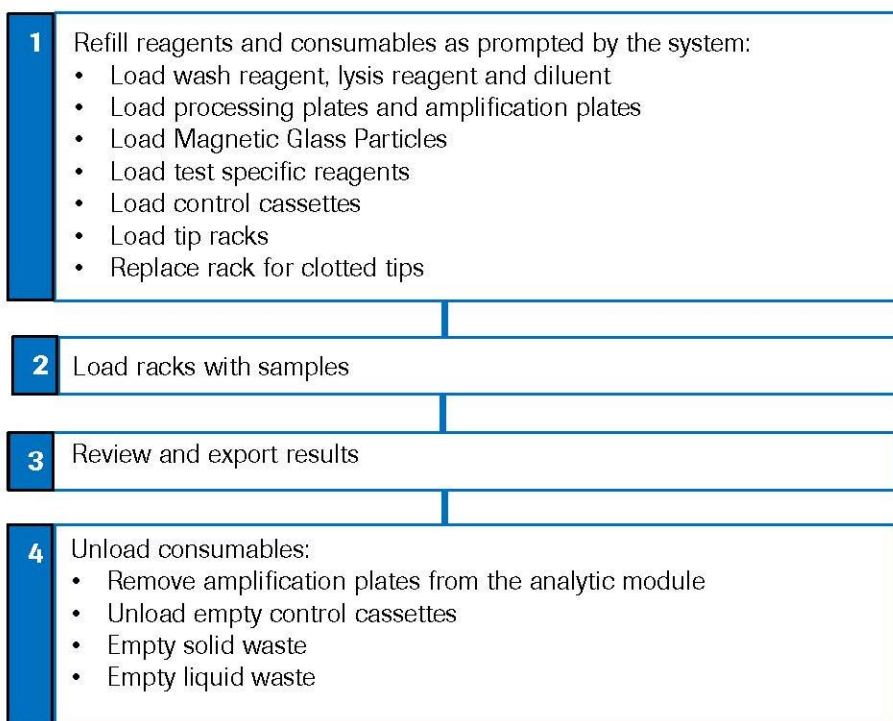 1 Refill reagents and consumables as prompted by the system:
• Load wash reagent, lysis reagent and diluent
• Load processing plates and amplification plates
• Load Magnetic Glass Particles
• Load test specific reagents
• Load control cassettes
• Load tip racks
• Replace rack for clotted tips
2 Load racks with samples
3 Review and export results
4 Unload consumables:
• Remove amplification plates from the analytic module
• Unload empty control cassettes
• Empty solid waste
• Empty liquid waste